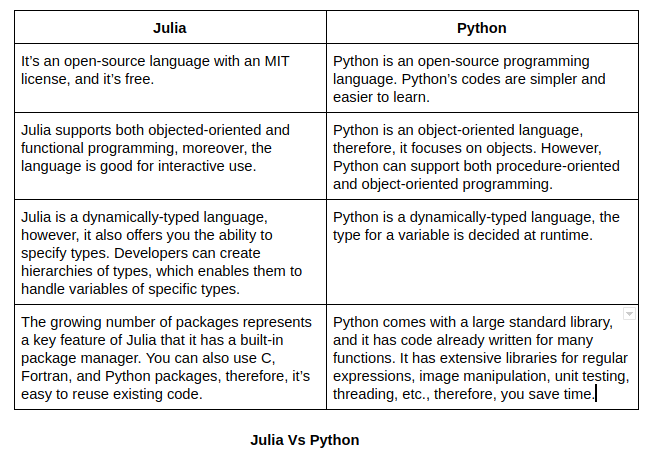 Julia
Python
It’s an open-source language with an MIT
license, and it’s free.
Python is an open-source programming
language. Python’s codes are simpler and
easier to learn.
Julia supports both objected-oriented and
functional programming, moreover, the
language is good for interactive use.
Python is an object-oriented language,
therefore, it focuses on objects. However,
Python can support both procedure-oriented
and object-oriented programming.
Julia is a dynamically-typed language,
however, it also offers you the ability to
specify types. Developers can create
hierarchies of types, which enables them to
handle variables of specific types.
Python is a dynamically-typed language, the
type for a variable is decided at runtime.
The growing number of packages represents
a key feature of Julia that it has a built-in
package manager. You can also use C,
Fortran, and Python packages, therefore, it’s
easy to reuse existing code.
Python comes with a large standard library,
and it has code already written for many
functions. It has extensive libraries for regular
expressions, image manipulation, unit testing,
threading, etc., therefore, you save time.
Julia Vs Python